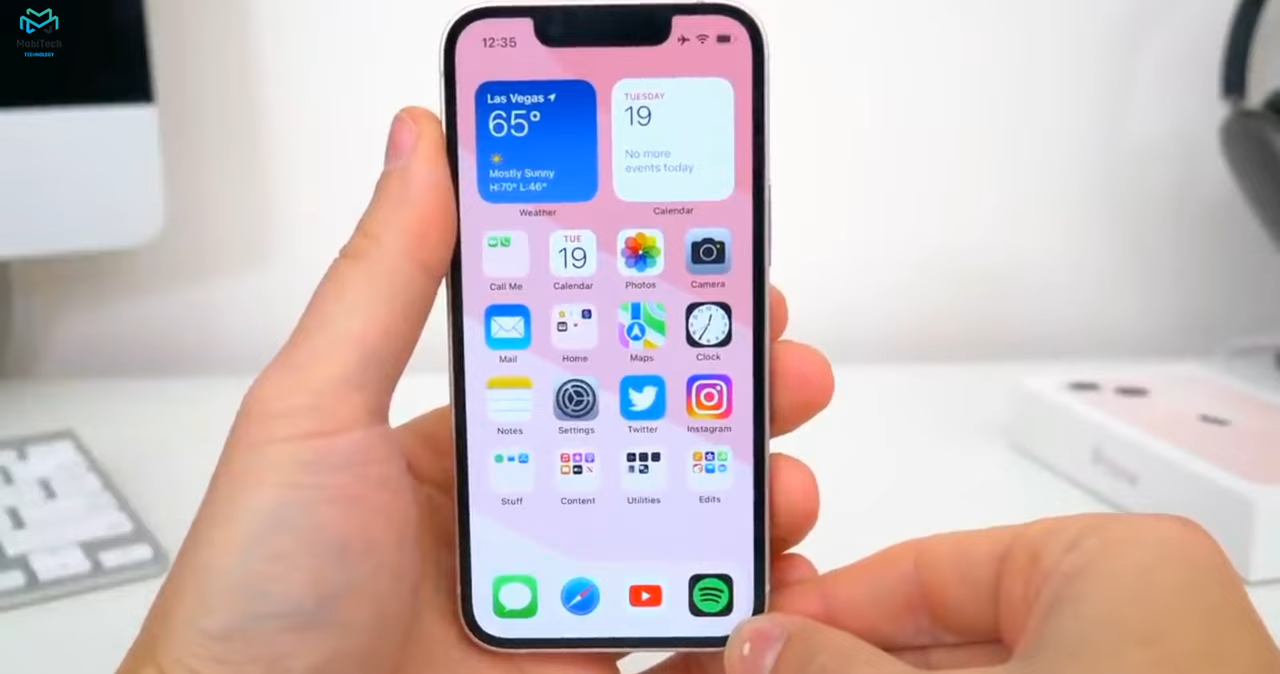 MobiTech
TECHNOLOGY
12:35
Las Vegas
65°
Mostly Sunny
H:70° L:46°
Weather
TUESDAY
19
No more
events today
Calendar
Call Me
TUE
19
Calendar
Photos
Camera
Mail
Home
Maps
Clock
Notes
Settings
Twitter
Instagram
Stuff
Content
Utilities
Edits